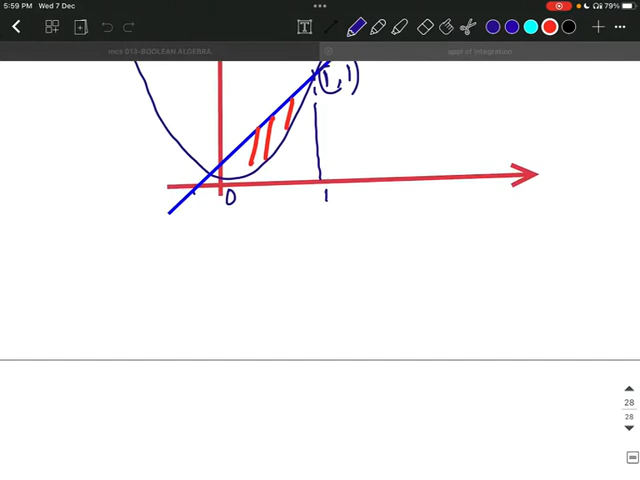 5:59 PM Wed 7 Dec
79%
mcs 013-BOOLEAN ALGEBRA.
appl of integration
(1,1)
0
1
28
28